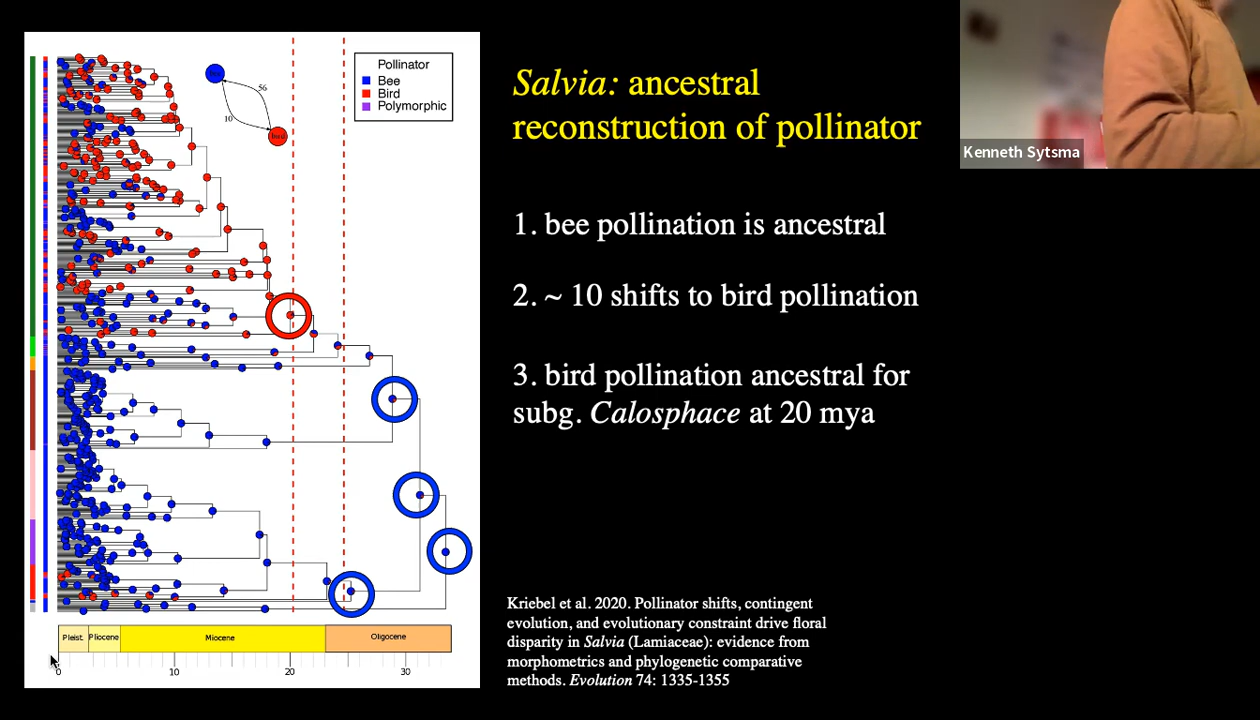 Pollinator
Bee
Bird
Polymorphic
56
10
Salvia: ancestral
reconstruction of pollinator
1. bee pollination is ancestral
2. ~ 10 shifts to bird pollination
3. bird pollination ancestral for
subg. Calosphace at 20 mya
Kenneth Sytsma
Pleist.
Pliocene
Miocene
Oligocene
0
10
20
30
Kriebel et al. 2020. Pollinator shifts, contingent
evolution, and evolutionary constraint drive floral
disparity in Salvia (Lamiaceae): evidence from
morphometrics and phylogenetic comparative
methods. Evolution 74: 1335-1355